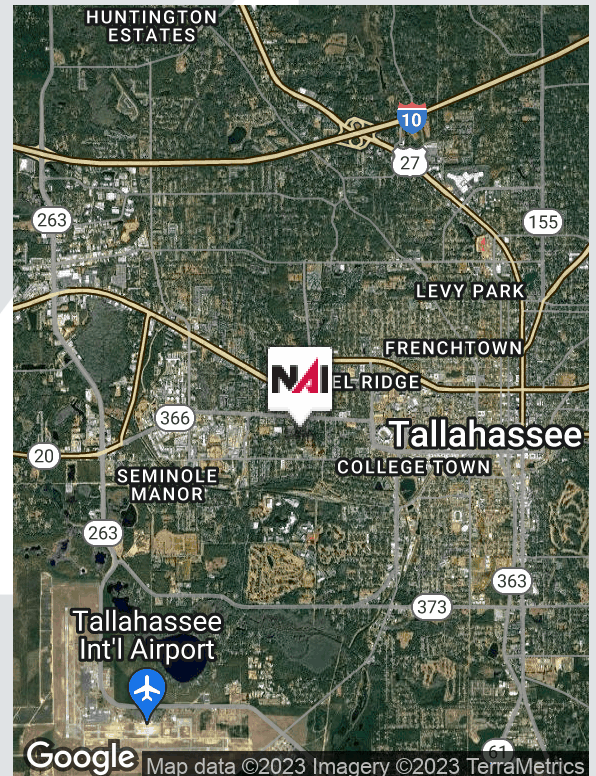 HUNTINGTON
ESTATES
10
27
263
155
LEVY PARK
FRENCHTOWN
NAI
EL RIDGE
366
Tallahassee
20
COLLEGE TOWN
SEMINOLE
MANOR
263
363
373
Tallahassee
Int'l Airport
61
Google
Map data ©2023 Imagery ©2023 TerraMetrics